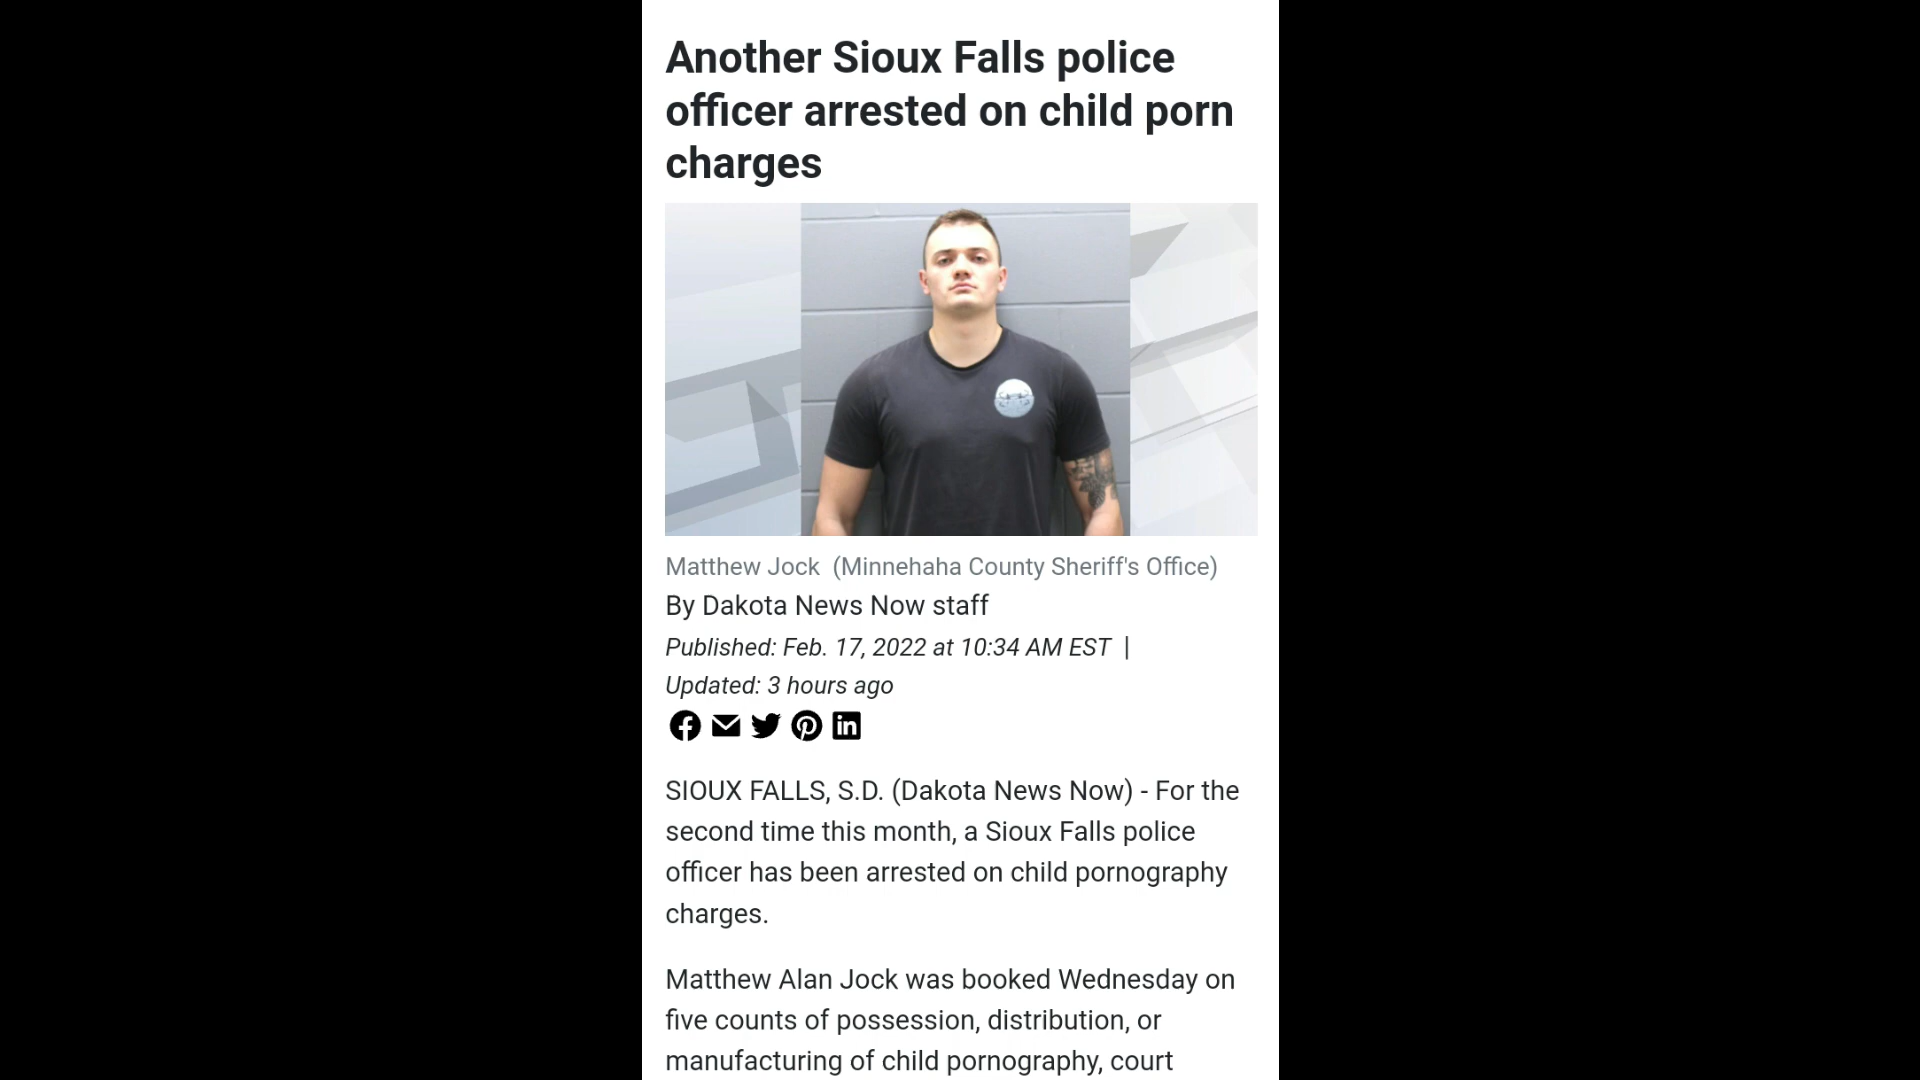 Another Sioux Falls police
officer arrested on child porn
charges
Matthew Jock (Minnehaha County Sheriff's Office)
By Dakota News Now staff
Published: Feb. 17, 2022 at 10:34 AM EST |
Updated: 3 hours ago
SIOUX FALLS, S.D. (Dakota News Now) - For the
second time this month, a Sioux Falls police
officer has been arrested on child pornography
charges.
Matthew Alan Jock was booked Wednesday on
five counts of possession, distribution, or
manufacturing of child pornography, court